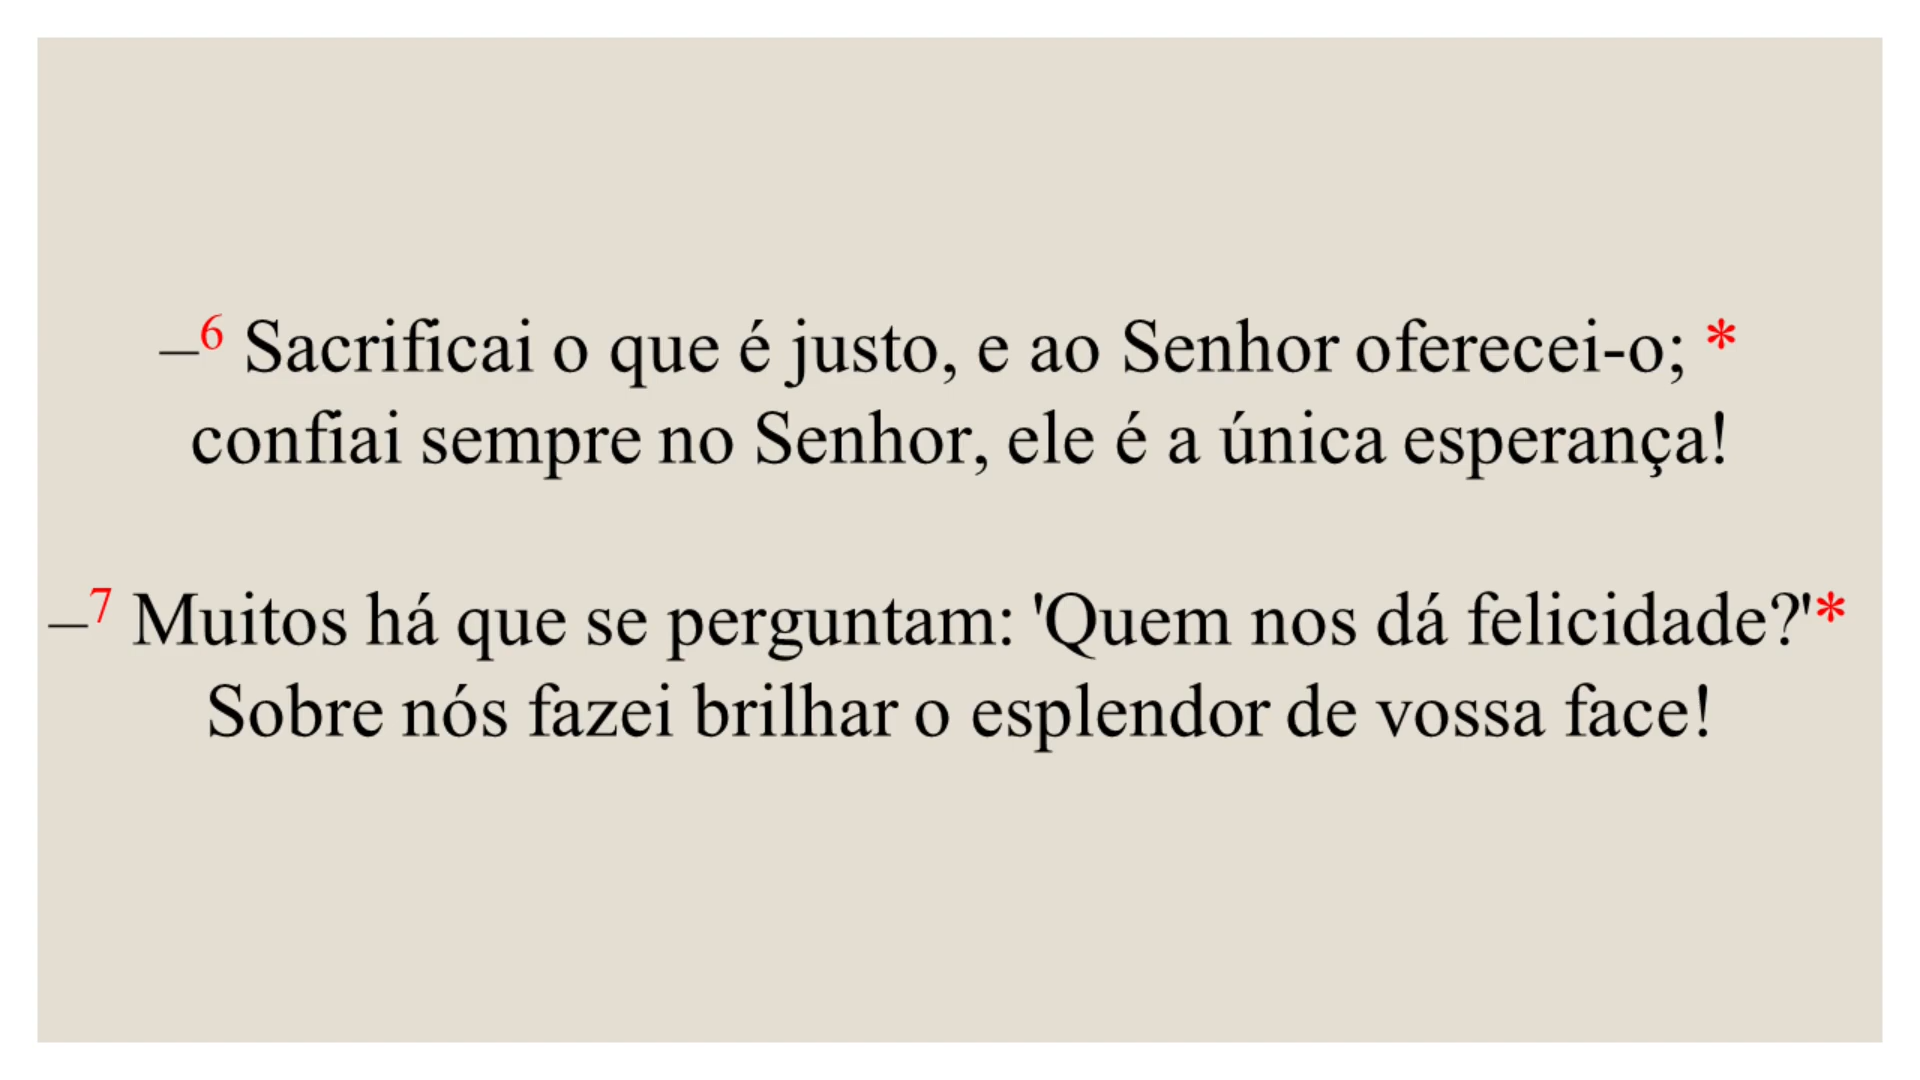 –6 Sacrificai o que é justo, e ao Senhor oferecei-o; *
confiai sempre no Senhor, ele é a única esperança!
–7 Muitos há que se perguntam: 'Quem nos dá felicidade?'*
Sobre nós fazei brilhar o esplendor de vossa face!